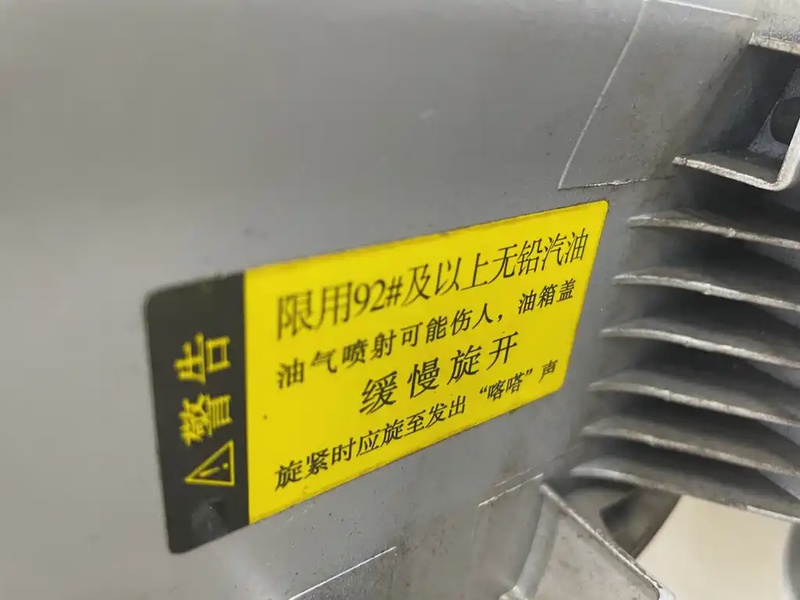 警告
限用92#及以上无铅汽油
油气喷射可能伤人，油箱盖
缓慢旋开
旋紧时应旋至发出“喀嗒”声